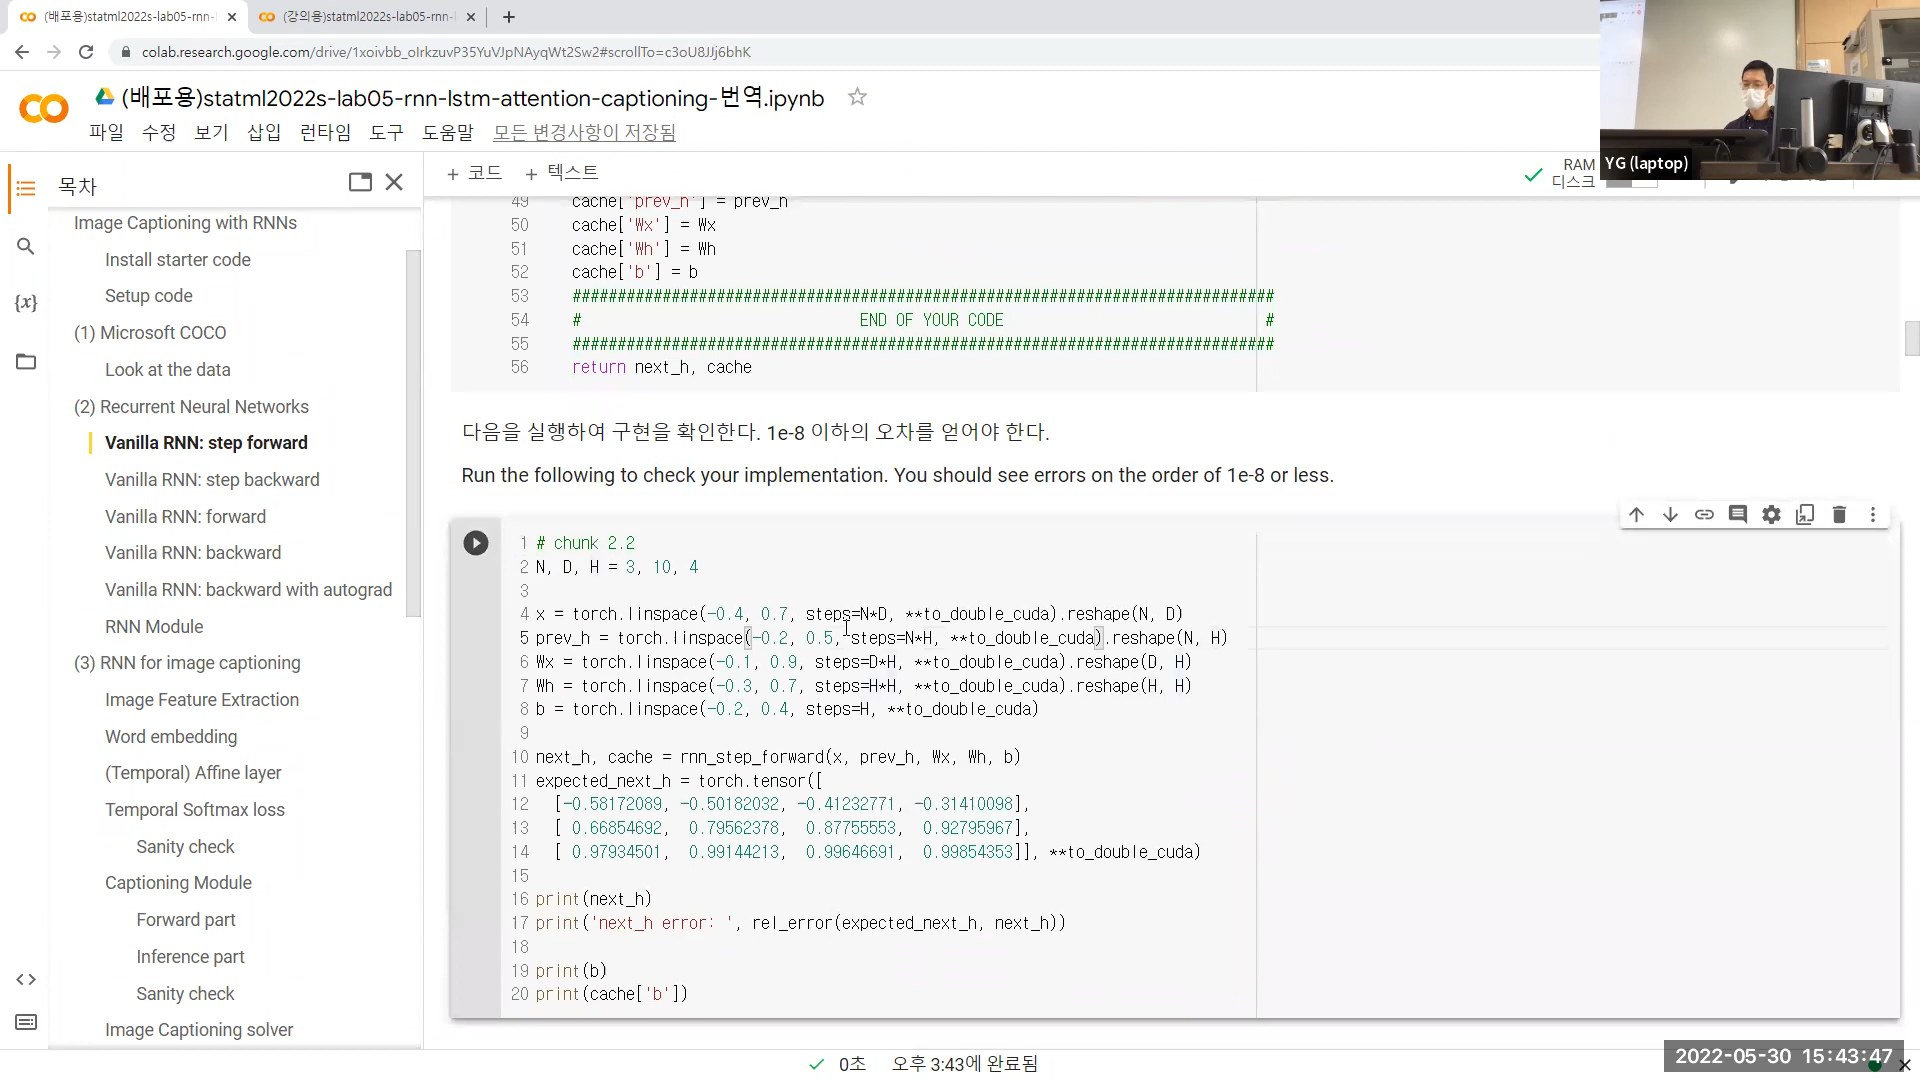 (배포용)statml2022s-lab05-rnn-
(강의용)statml2022s-lab05-rnn-l
colab.research.google.com/drive/1xoivbb_oIrkzuvP35YuVJpNAyqWt2Sw2#scrollTo=c3oU8JJj6bhK
(배포용)statml2022s-lab05-rnn-lstm-attention-captioning-번역.ipynb
파일 수정 보기 삽입 런타임 도구 도움말 모든 변경사항이 저장됨
YG (laptop)
목차
+ 코드 + 텍스트
RAM
디스크
Image Captioning with RNNs
Install starter code
Setup code
(1) Microsoft COCO
Look at the data
(2) Recurrent Neural Networks
Vanilla RNN: step forward
Vanilla RNN: step backward
Vanilla RNN: forward
Vanilla RNN: backward
Vanilla RNN: backward with autograd
RNN Module
(3) RNN for image captioning
Image Feature Extraction
Word embedding
(Temporal) Affine layer
Temporal Softmax loss
Sanity check
Captioning Module
Forward part
Inference part
Sanity check
Image Captioning solver
49 cache['prev_h'] = prev_h
50 cache['Wx'] = Wx
51 cache['Wh'] = Wh
52 cache['b'] = b
53 ##############################################################################
54 # END OF YOUR CODE #
55 ##############################################################################
56 return next_h, cache
다음을 실행하여 구현을 확인한다. 1e-8 이하의 오차를 얻어야 한다.
Run the following to check your implementation. You should see errors on the order of 1e-8 or less.
1 # chunk 2.2
2 N, D, H = 3, 10, 4
3
4 x = torch.linspace(-0.4, 0.7, steps=N*D, **to_double_cuda).reshape(N, D)
5 prev_h = torch.linspace(-0.2, 0.5, steps=N*H, **to_double_cuda).reshape(N, H)
6 Wx = torch.linspace(-0.1, 0.9, steps=D*H, **to_double_cuda).reshape(D, H)
7 Wh = torch.linspace(-0.3, 0.7, steps=H*H, **to_double_cuda).reshape(H, H)
8 b = torch.linspace(-0.2, 0.4, steps=H, **to_double_cuda)
9
10 next_h, cache = rnn_step_forward(x, prev_h, Wx, Wh, b)
11 expected_next_h = torch.tensor([
12 [-0.58172089, -0.50182032, -0.41232771, -0.31410098],
13 [ 0.66854692, 0.79562378, 0.87755553, 0.92795967],
14 [ 0.97934501, 0.99144213, 0.99646691, 0.99854353]], **to_double_cuda)
15
16 print(next_h)
17 print('next_h error: ', rel_error(expected_next_h, next_h))
18
19 print(b)
20 print(cache['b'])
0초 오후 3:43에 완료됨
2022-05-30 15:43:47